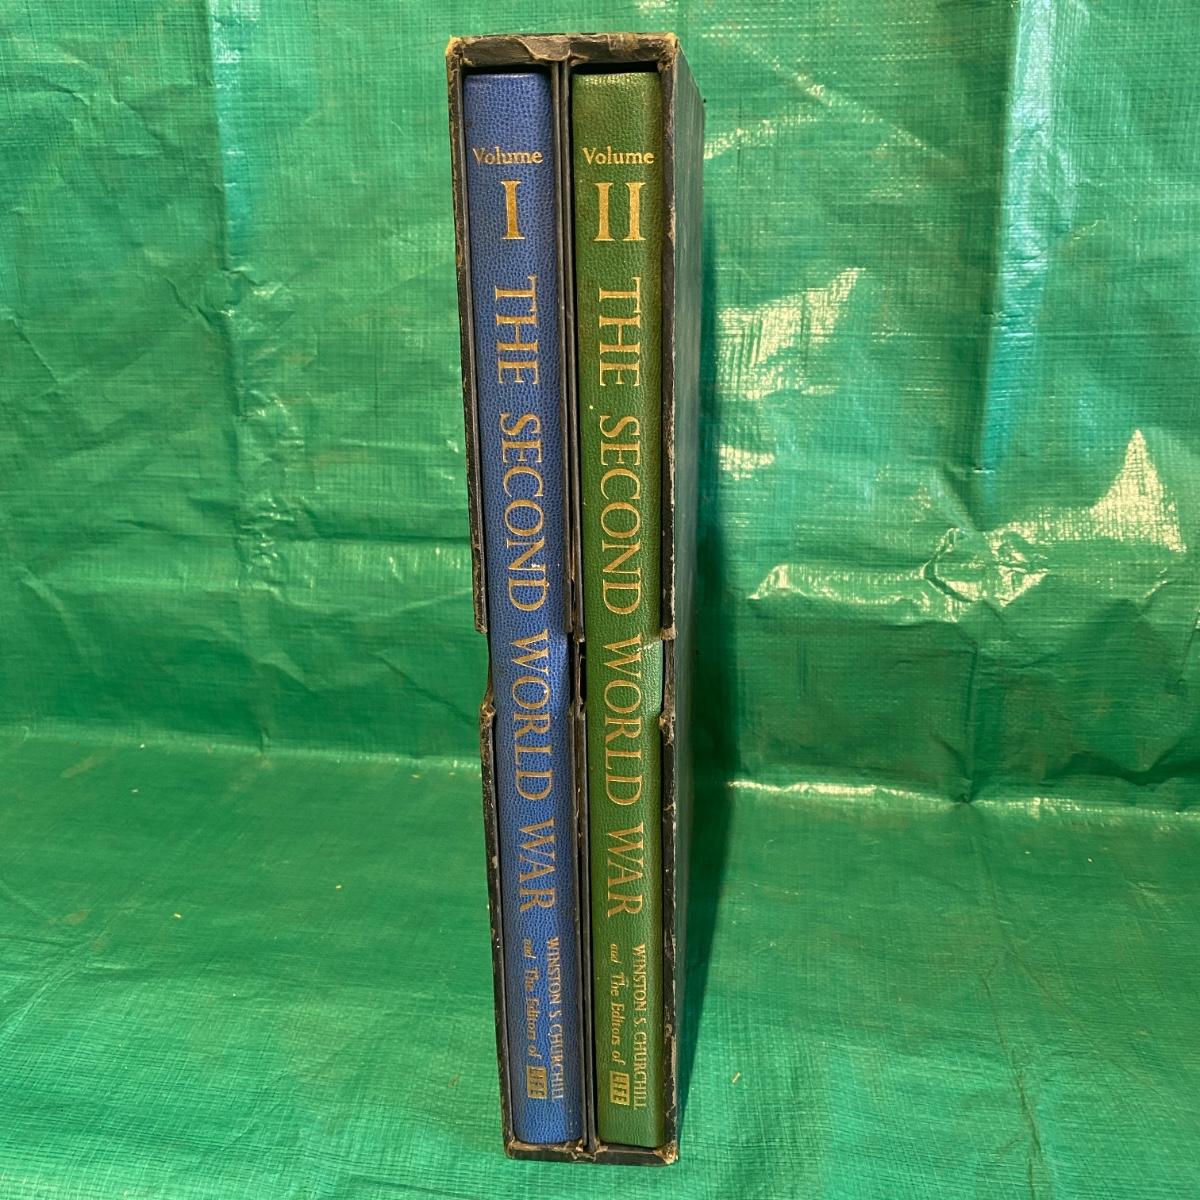 Volume
I
THE SECOND WORLD WAR
WINSTON S. CHURCHILL
and The Editors of LIFE
Volume
II
THE SECOND WORLD WAR
WINSTON S. CHURCHILL
and The Editors of LIFE